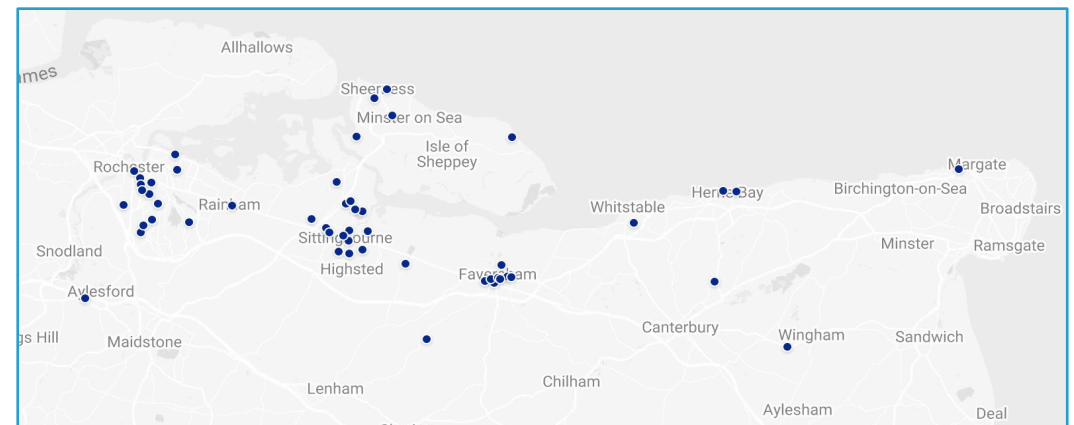 Allhallows
ames
Sheerness
Minster on Sea
Isle of
Sheppey
Rochester
Margate
Birchington-on-Sea
Herne Bay
Rainham
Whitstable
Broadstairs
Sittingbourne
Minster
Ramsgate
Snodland
Highsted
Faversham
Aylesford
Canterbury
Wingham
Sandwich
gs Hill
Maidstone
Chilham
Lenham
Aylesham
Deal